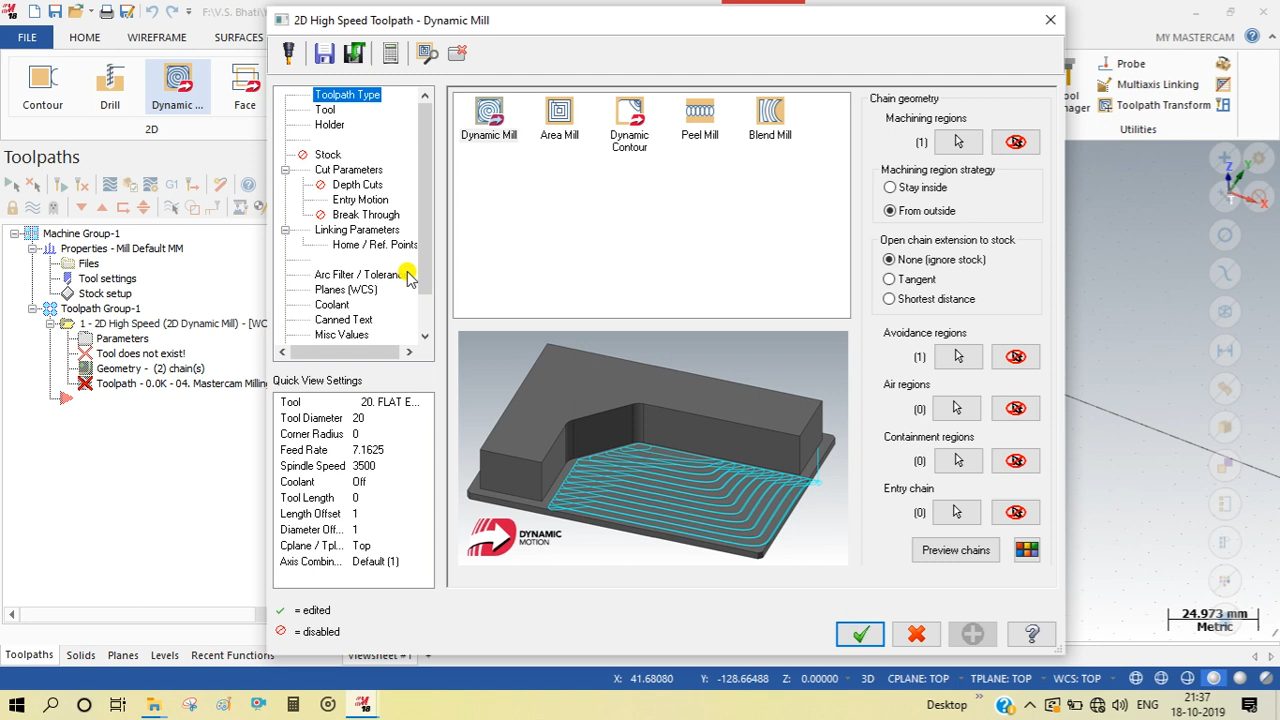 18
F:\V.S. Bhati
2D High Speed Toolpath - Dynamic Mill
FILE
HOME
WIREFRAME
SURFACES
MY MASTERCAM
Contour
Drill
Dynamic ...
Face
2D
Probe
Multiaxis Linking
Toolpath Transform
Utilities
Toolpaths
G1
Machine Group-1
Properties - Mill Default MM
Files
Tool settings
Stock setup
Toolpath Group-1
1 - 2D High Speed (2D Dynamic Mill) - [WC
Parameters
Tool does not exist!
Geometry - (2) chain(s)
Toolpath - 0.0K - 04. Mastercam Milling
Toolpath Type
Tool
Holder
Stock
Cut Parameters
Depth Cuts
Entry Motion
Break Through
Linking Parameters
Home / Ref. Points
Arc Filter / Toleran
Planes (WCS)
Coolant
Canned Text
Misc Values
Quick View Settings
Tool 20. FLAT E...
Tool Diameter 20
Corner Radius 0
Feed Rate 7.1625
Spindle Speed 3500
Coolant Off
Tool Length 0
Length Offset 1
Diameter Off... 1
Cplane / Tpl... Top
Axis Combin... Default (1)
= edited
= disabled
Dynamic Mill
Area Mill
Dynamic
Contour
Peel Mill
Blend Mill
DYNAMIC
MOTION
Chain geometry
Machining regions
(1)
Machining region strategy
Stay inside
From outside
Open chain extension to stock
None (ignore stock)
Tangent
Shortest distance
Avoidance regions
(1)
Air regions
(0)
Containment regions
(0)
Entry chain
(0)
Preview chains
Z
Y
X
24.973 mm
Metric
Toolpaths
Solids
Planes
Levels
Recent Functions
Viewsheet #1
X: 41.68080
Y: -128.66488
Z: 0.00000
3D
CPLANE: TOP
TPLANE: TOP
WCS: TOP
Desktop
ENG
21:37
18-10-2019